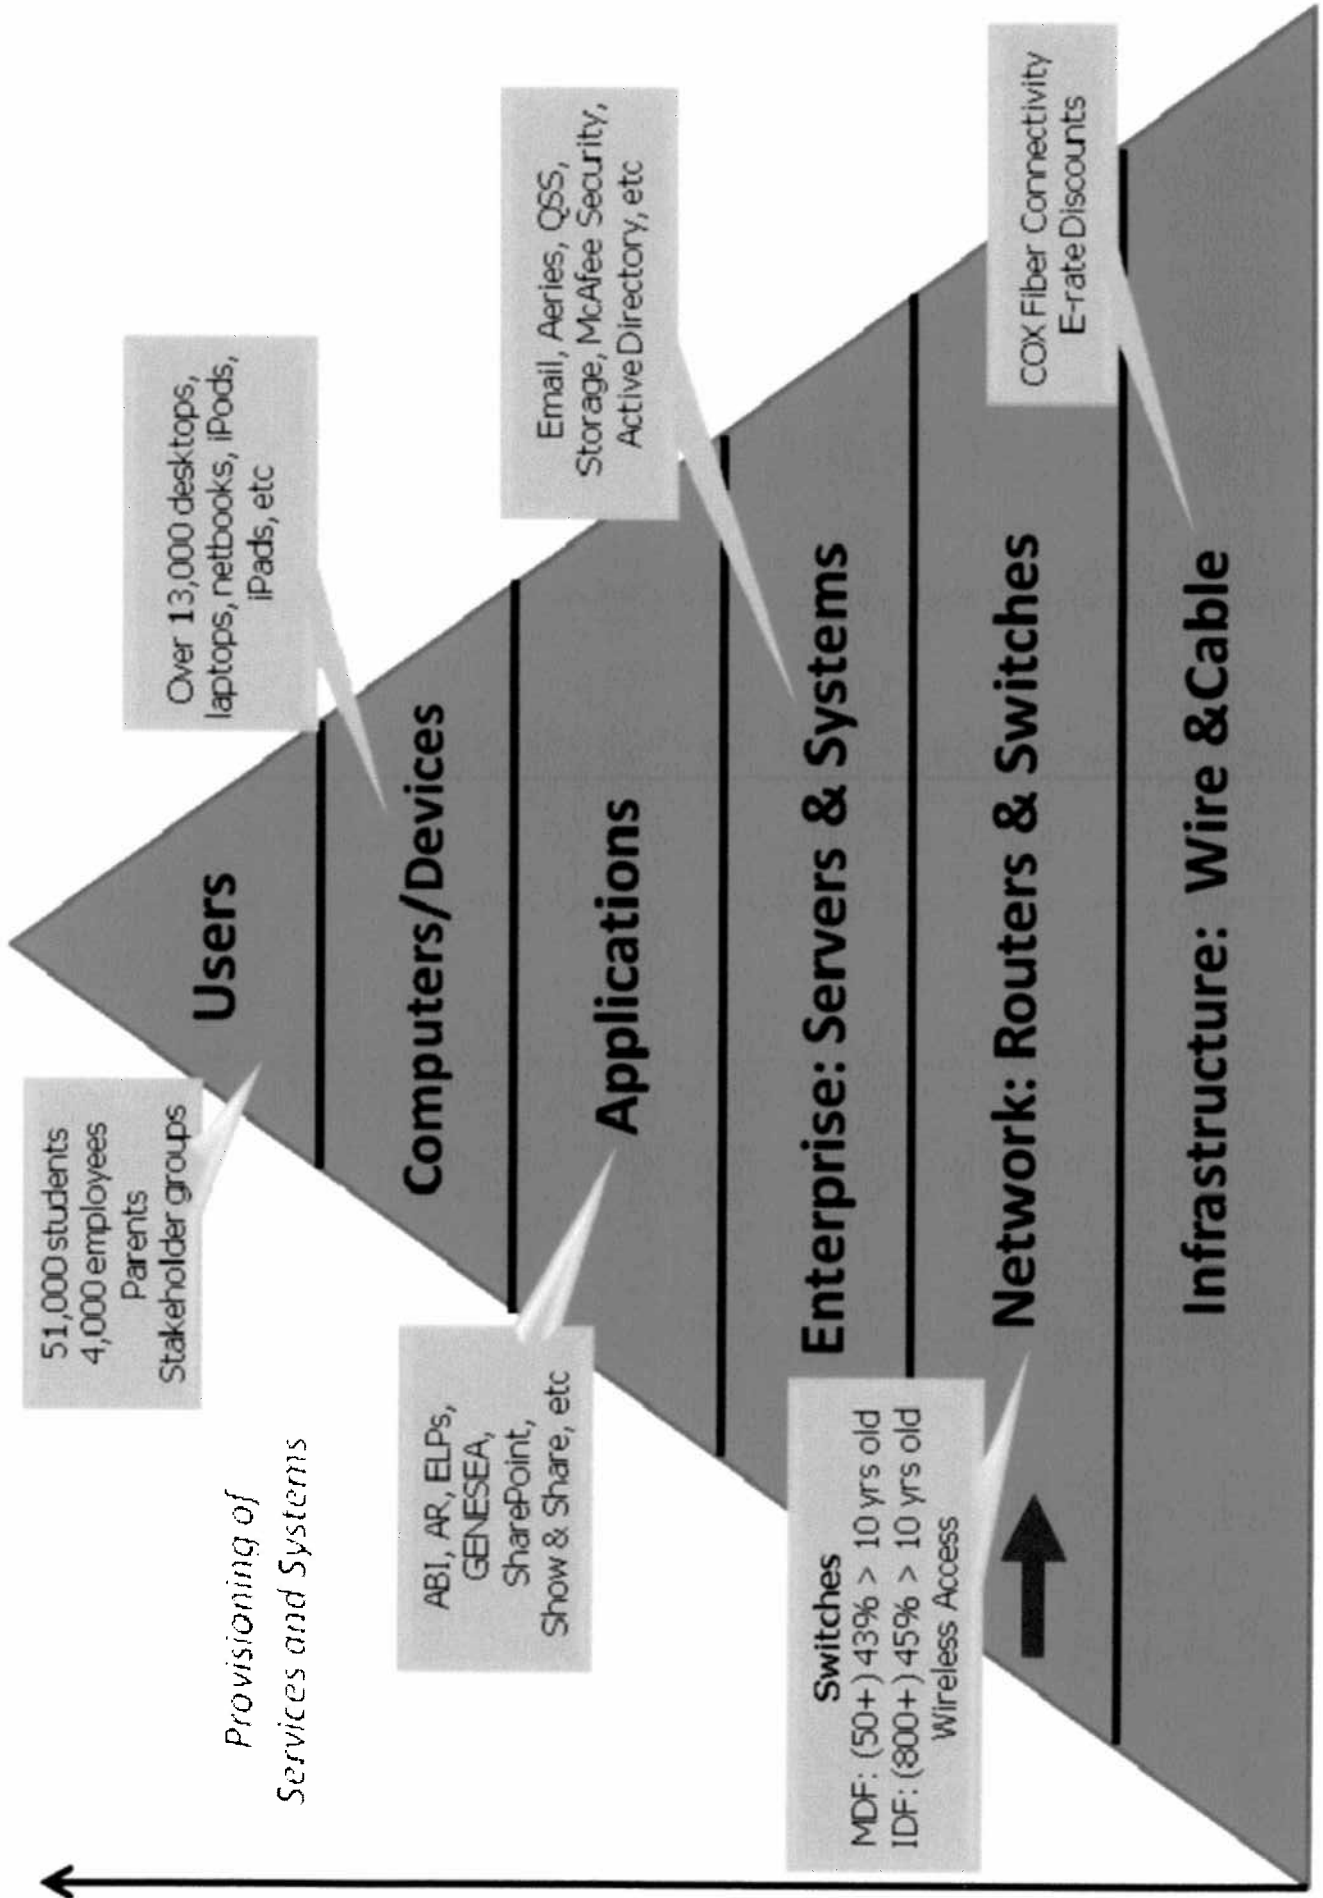 Provisioning of
Services and Systems
51,000 students
4,000 employees
Parents
Stakeholder groups
Users
Over 13,000 desktops,
laptops, netbooks, iPods,
iPads, etc
Computers/Devices
ABI, AR, ELPs,
GENESEA,
SharePoint,
Show & Share, etc
Applications
Email, Aeries, QSS,
Storage, McAfee Security,
Active Directory, etc
Enterprise: Servers & Systems
Switches
MDF: (50+) 43% > 10 yrs old
IDF: (800+) 45% > 10 yrs old
Wireless Access
Network: Routers & Switches
COX Fiber Connectivity
E-rate Discounts
Infrastructure: Wire &Cable